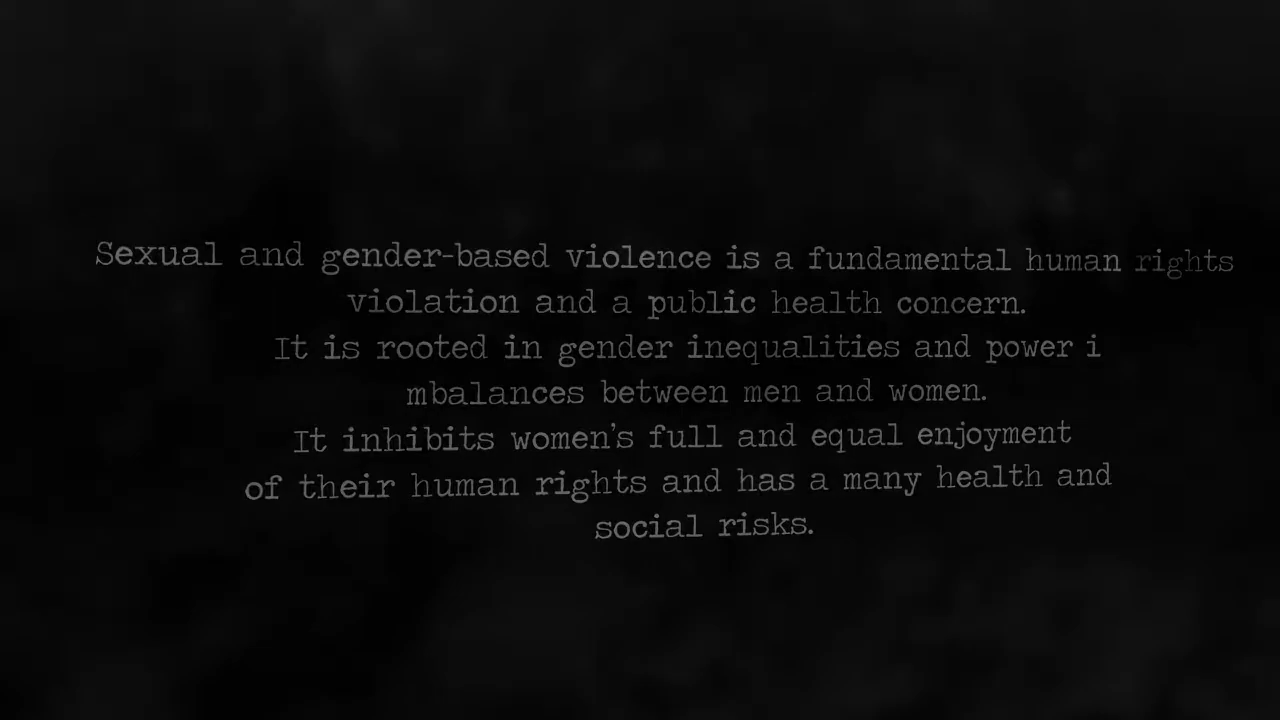 Sexual and gender-based violence is a fundamental human rights
violation and a public health concern.
It is rooted in gender inequalities and power i
mbalances between men and women.
It inhibits women's full and equal enjoyment
of their human rights and has a many health and
social risks.